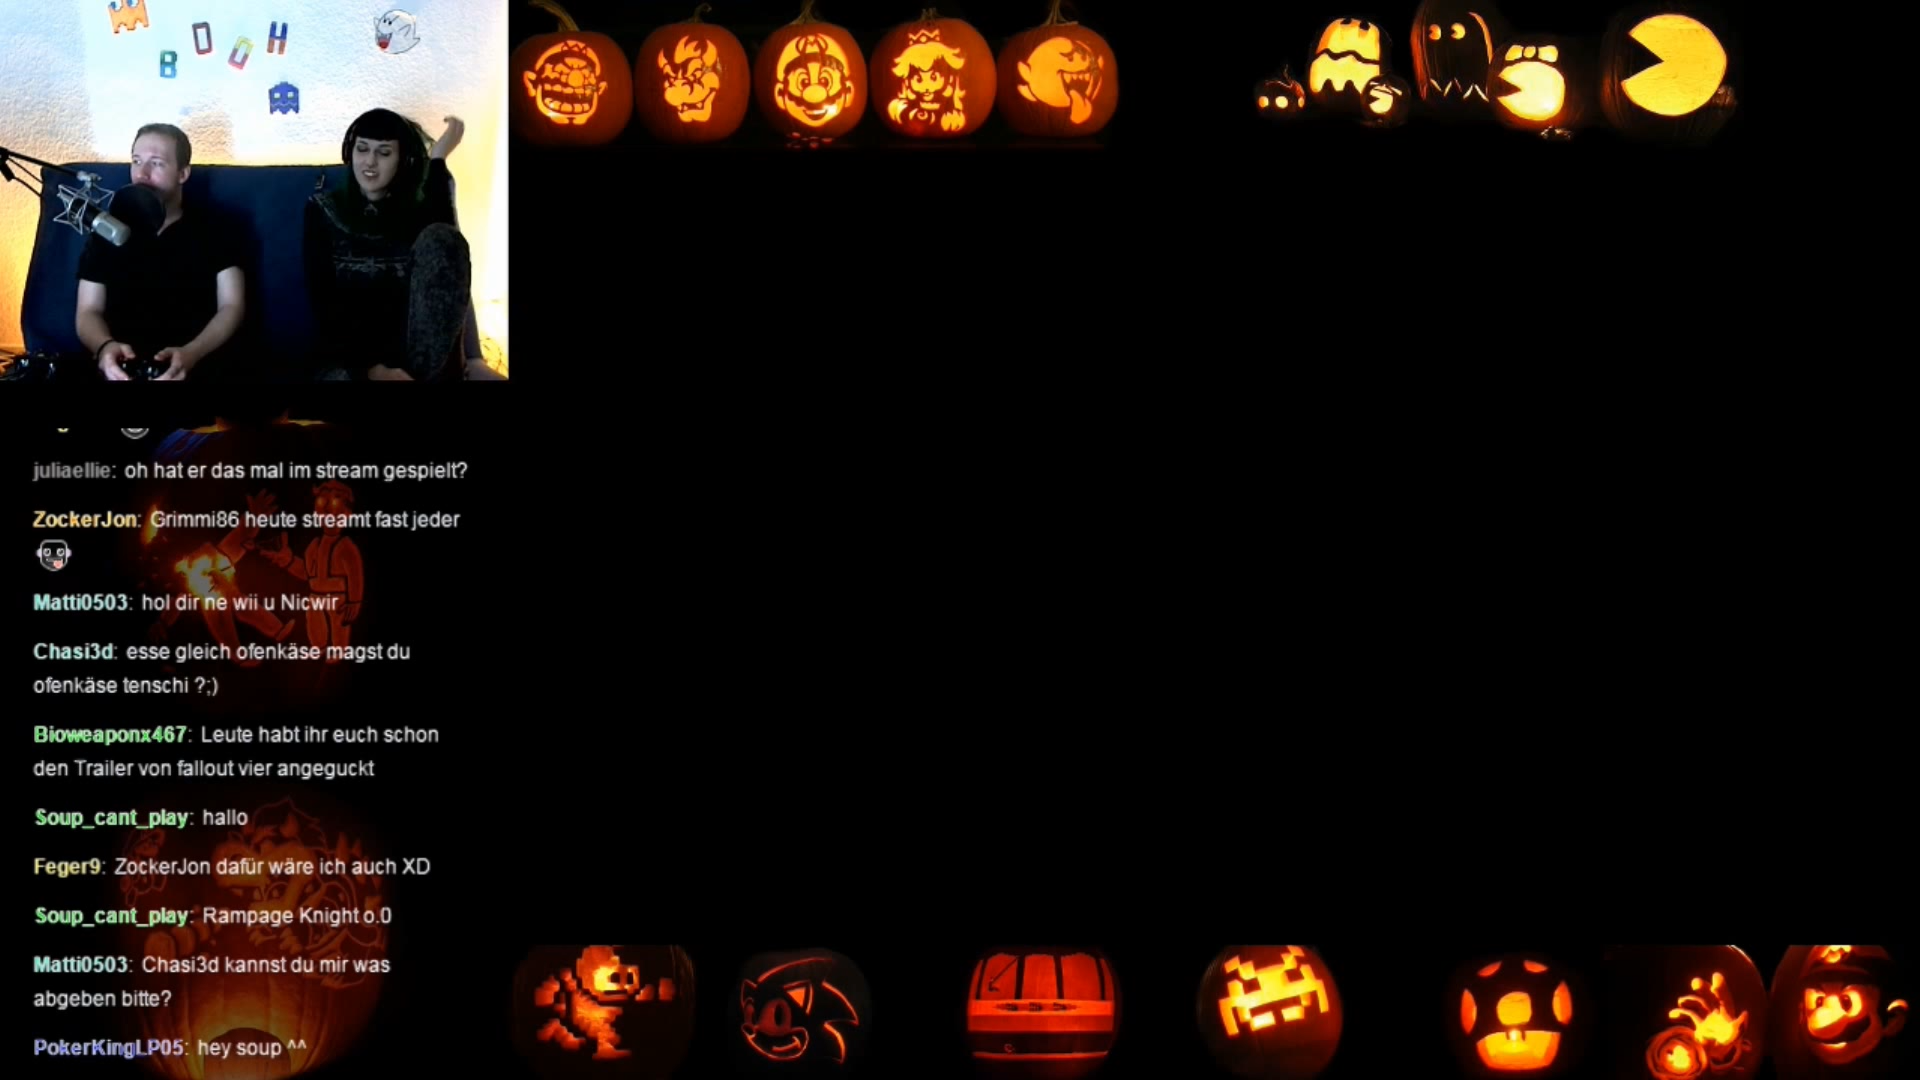 BOOH
juliaellie: oh hat er das mal im stream gespielt?
ZockerJon: Grimmi86 heute streamt fast jeder
Matti0503: hol dir ne wii u Nicwir
Chasi3d: esse gleich ofenkäse magst du
ofenkäse tenschi ?;)
Bioweaponx467: Leute habt ihr euch schon
den Trailer von fallout vier angeguckt
Soup_cant_play: hallo
Feger9: ZockerJon dafür wäre ich auch XD
Soup_cant_play: Rampage Knight o.0
Matti0503: Chasi3d kannst du mir was
abgeben bitte?
PokerKingLP05: hey soup ^^